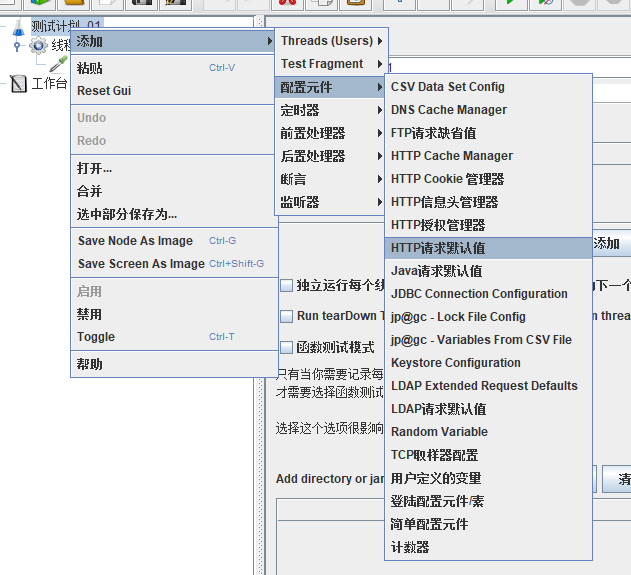 测试计划_01
线程
工作台
添加
粘贴 Ctrl-V
Reset Gui
Undo
Redo
打开...
合并
选中部分保存为...
Save Node As Image Ctrl-G
Save Screen As Image Ctrl+Shift-G
启用
禁用
Toggle Ctrl-T
帮助
Threads (Users)
Test Fragment
配置元件
定时器
前置处理器
后置处理器
断言
监听器
CSV Data Set Config
DNS Cache Manager
FTP请求缺省值
HTTP Cache Manager
HTTP Cookie 管理器
HTTP信息头管理器
HTTP授权管理器
HTTP请求默认值
Java请求默认值
JDBC Connection Configuration
jp@gc - Lock File Config
jp@gc - Variables From CSV File
Keystore Configuration
LDAP Extended Request Defaults
LDAP请求默认值
Random Variable
TCP取样器配置
用户定义的变量
登陆配置元件/素
简单配置元件
计数器
添加
独立运行每个线
下一个
Run tearDown T
n threa
函数测试模式
只有当你需要记录每
才需要选择函数测试
选择这个选项很影响
Add directory or jar
清